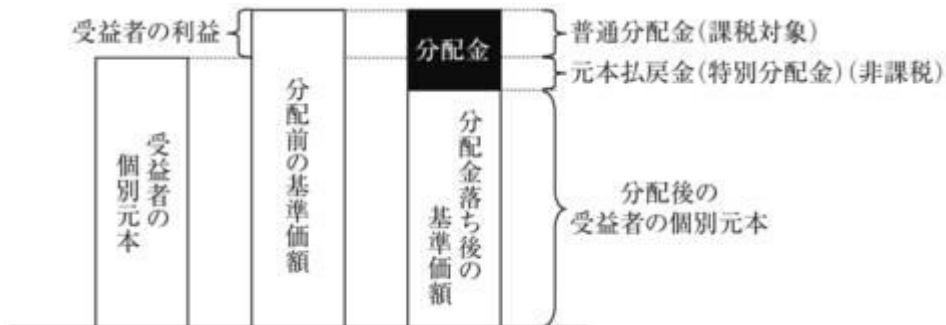 受益者の利益
分配金
普通分配金(課税対象)
元本払戻金(特別分配金)(非課税)
受益者の
個別元本
分配前の基準価額
分配金落ち後の
基準価額
分配後の
受益者の個別元本